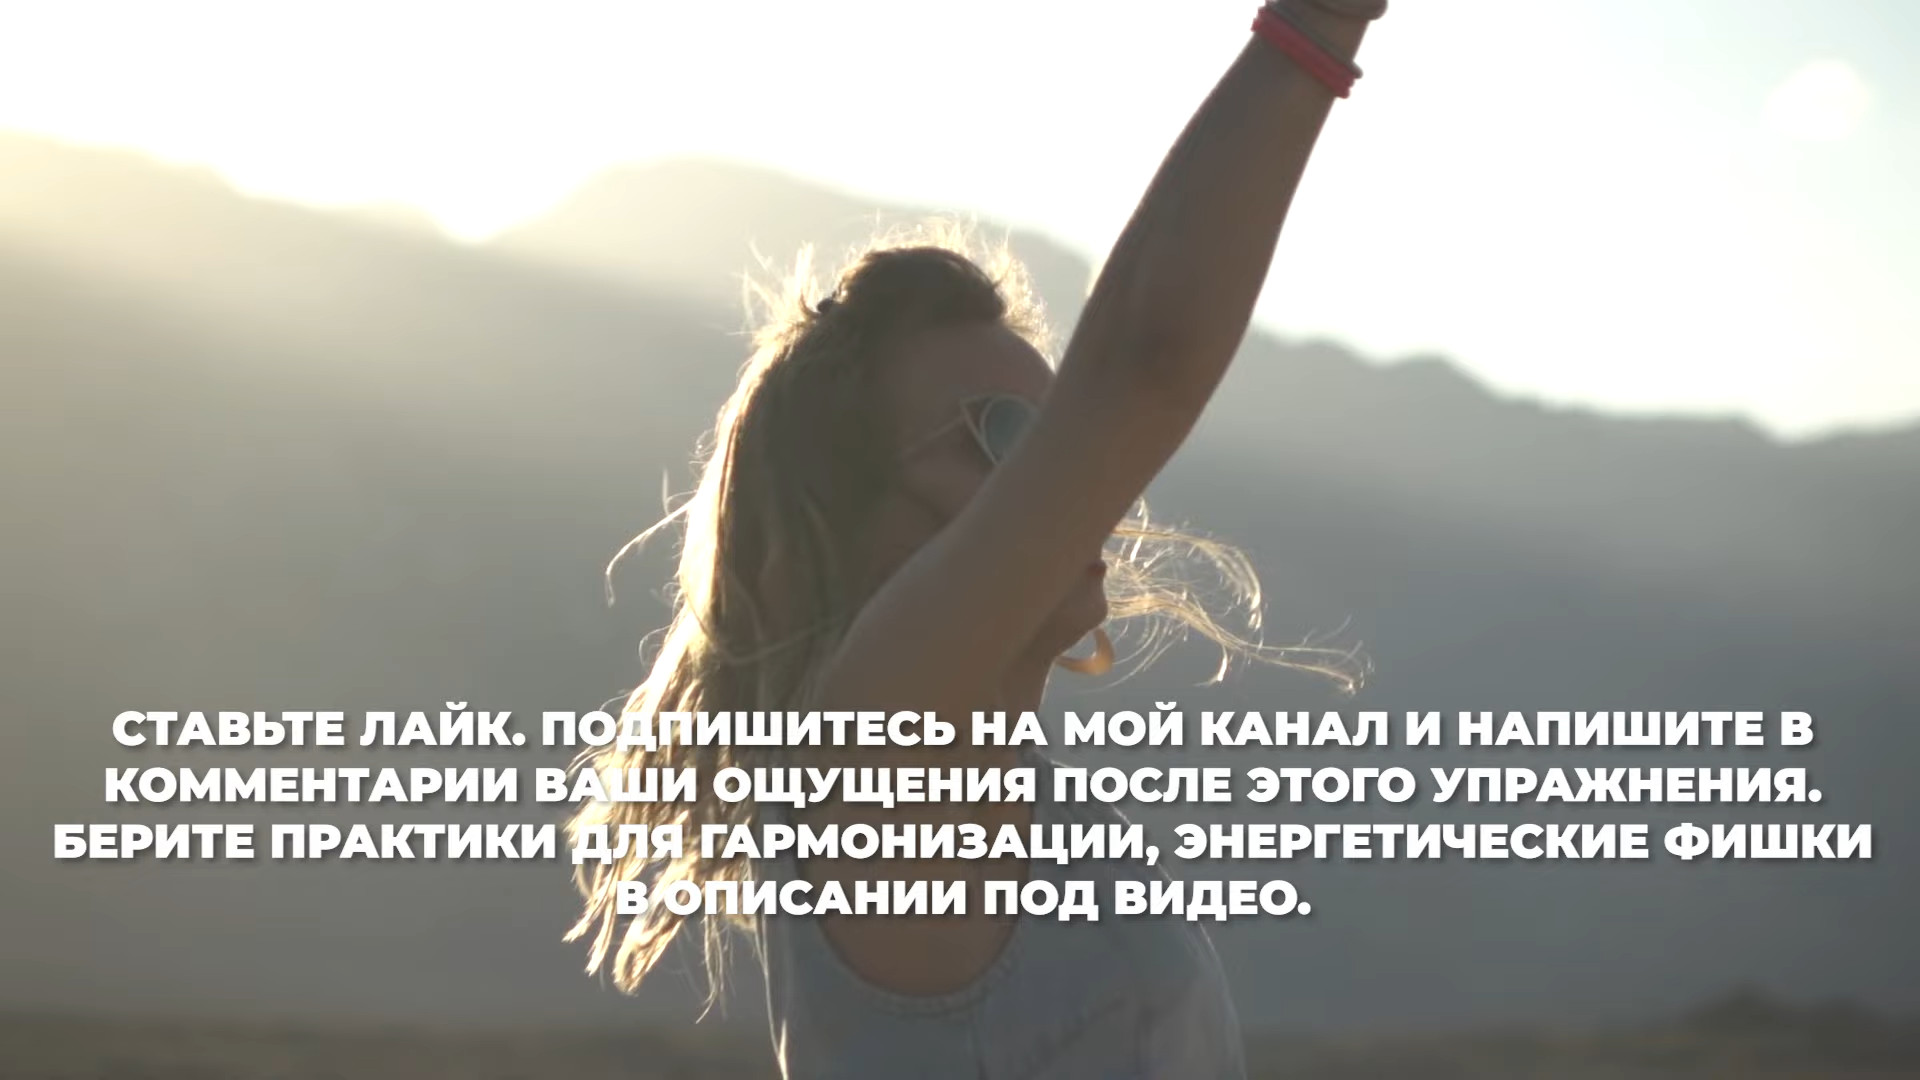 СТАВЬТЕ ЛАЙК. ПОДПИШИТЕСЬ НА МОЙ КАНАЛ И НАПИШИТЕ В
КОММЕНТАРИИ ВАШИ ОЩУЩЕНИЯ ПОСЛЕ ЭТОГО УПРАЖНЕНИЯ.
БЕРИТЕ ПРАКТИКИ ДЛЯ ГАРМОНИЗАЦИИ, ЭНЕРГЕТИЧЕСКИЕ ФИШКИ
В ОПИСАНИИ ПОД ВИДЕО.